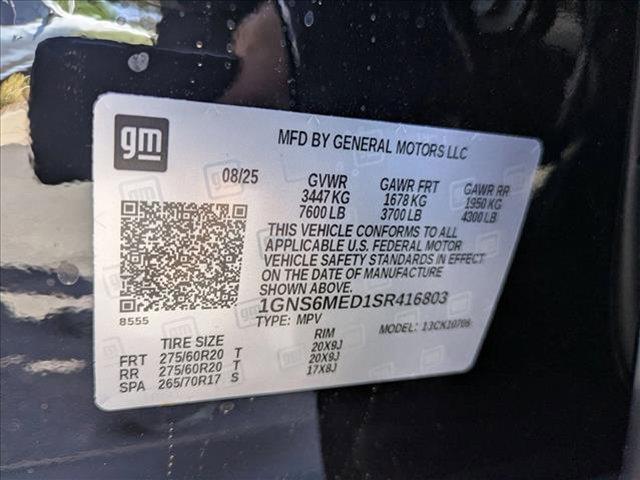 gm
MFD BY GENERAL MOTORS LLC
08/25 GVWR GAWR FRT GAWR RR
3447 KG 1678 KG 1950 KG
7600 LB 3700 LB 4300 LB
THIS VEHICLE CONFORMS TO ALL
APPLICABLE U.S. FEDERAL MOTOR
VEHICLE SAFETY STANDARDS IN EFFECT
ON THE DATE OF MANUFACTURE
SHOWN ABOVE.
1GNS6MED1SR416803
8555
TYPE: MPV MODEL: 13CK10706
TIRE SIZE RIM
FRT 275/60R20 T 20X9J
RR 275/60R20 T 20X9J
SPA 265/70R17 S 17X8J